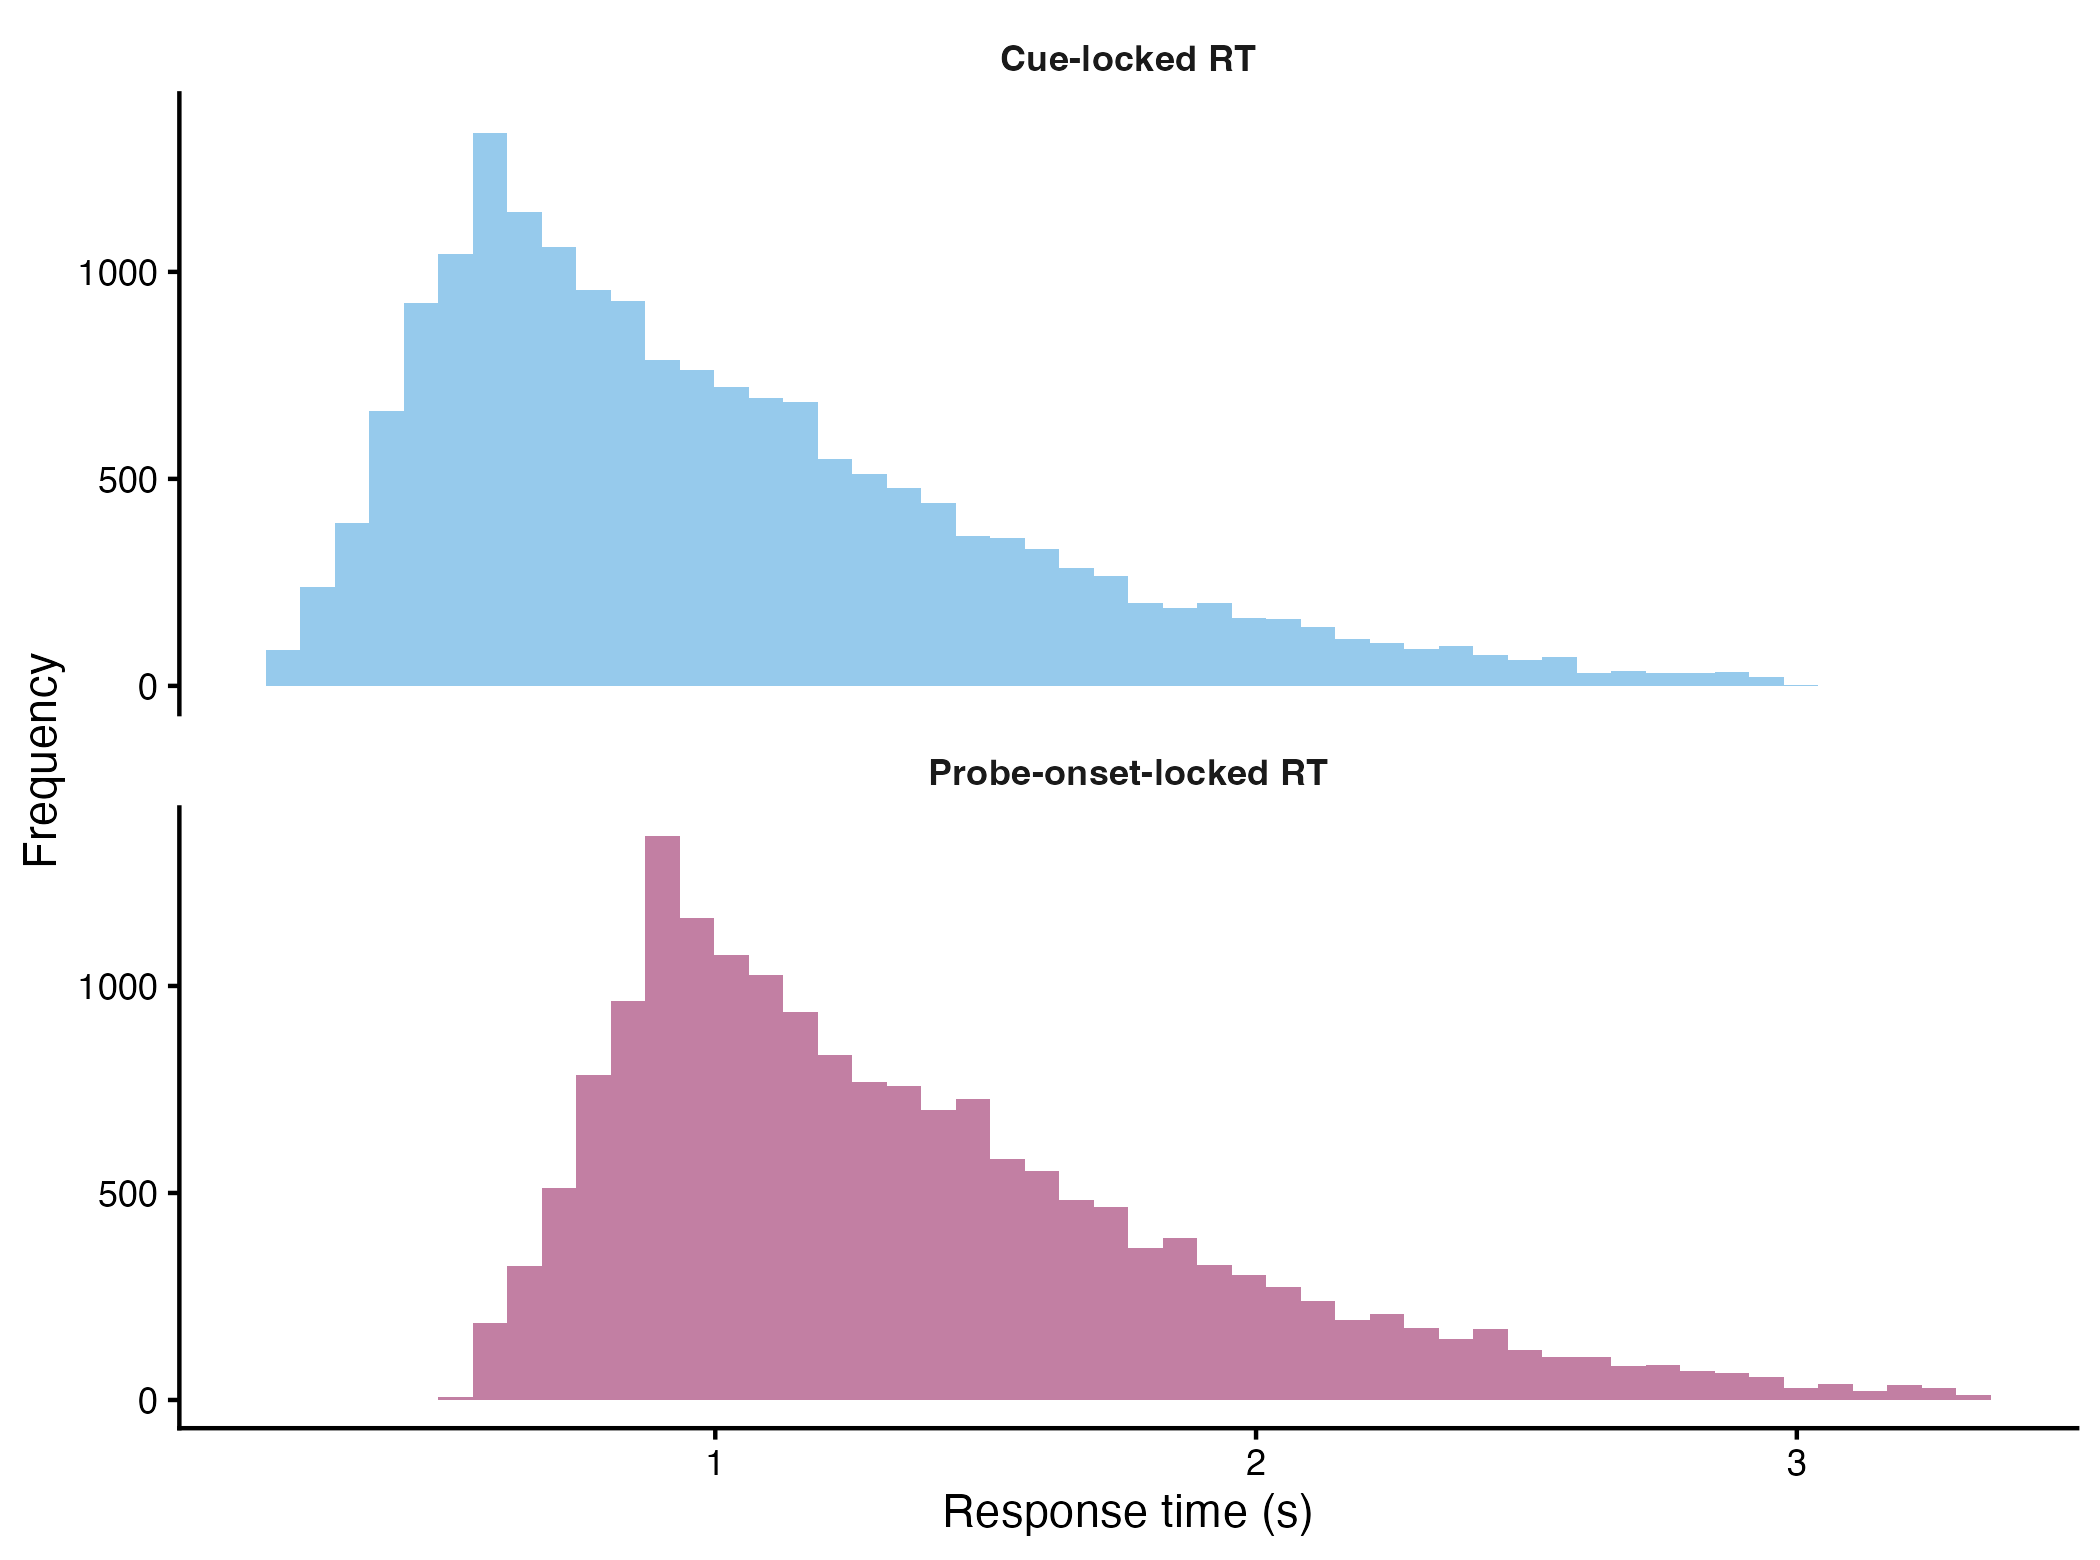 Cue-locked RT
1000
500
0
Frequency
Probe-onset-locked RT
1000
500
0
1 2 3
Response time (s)